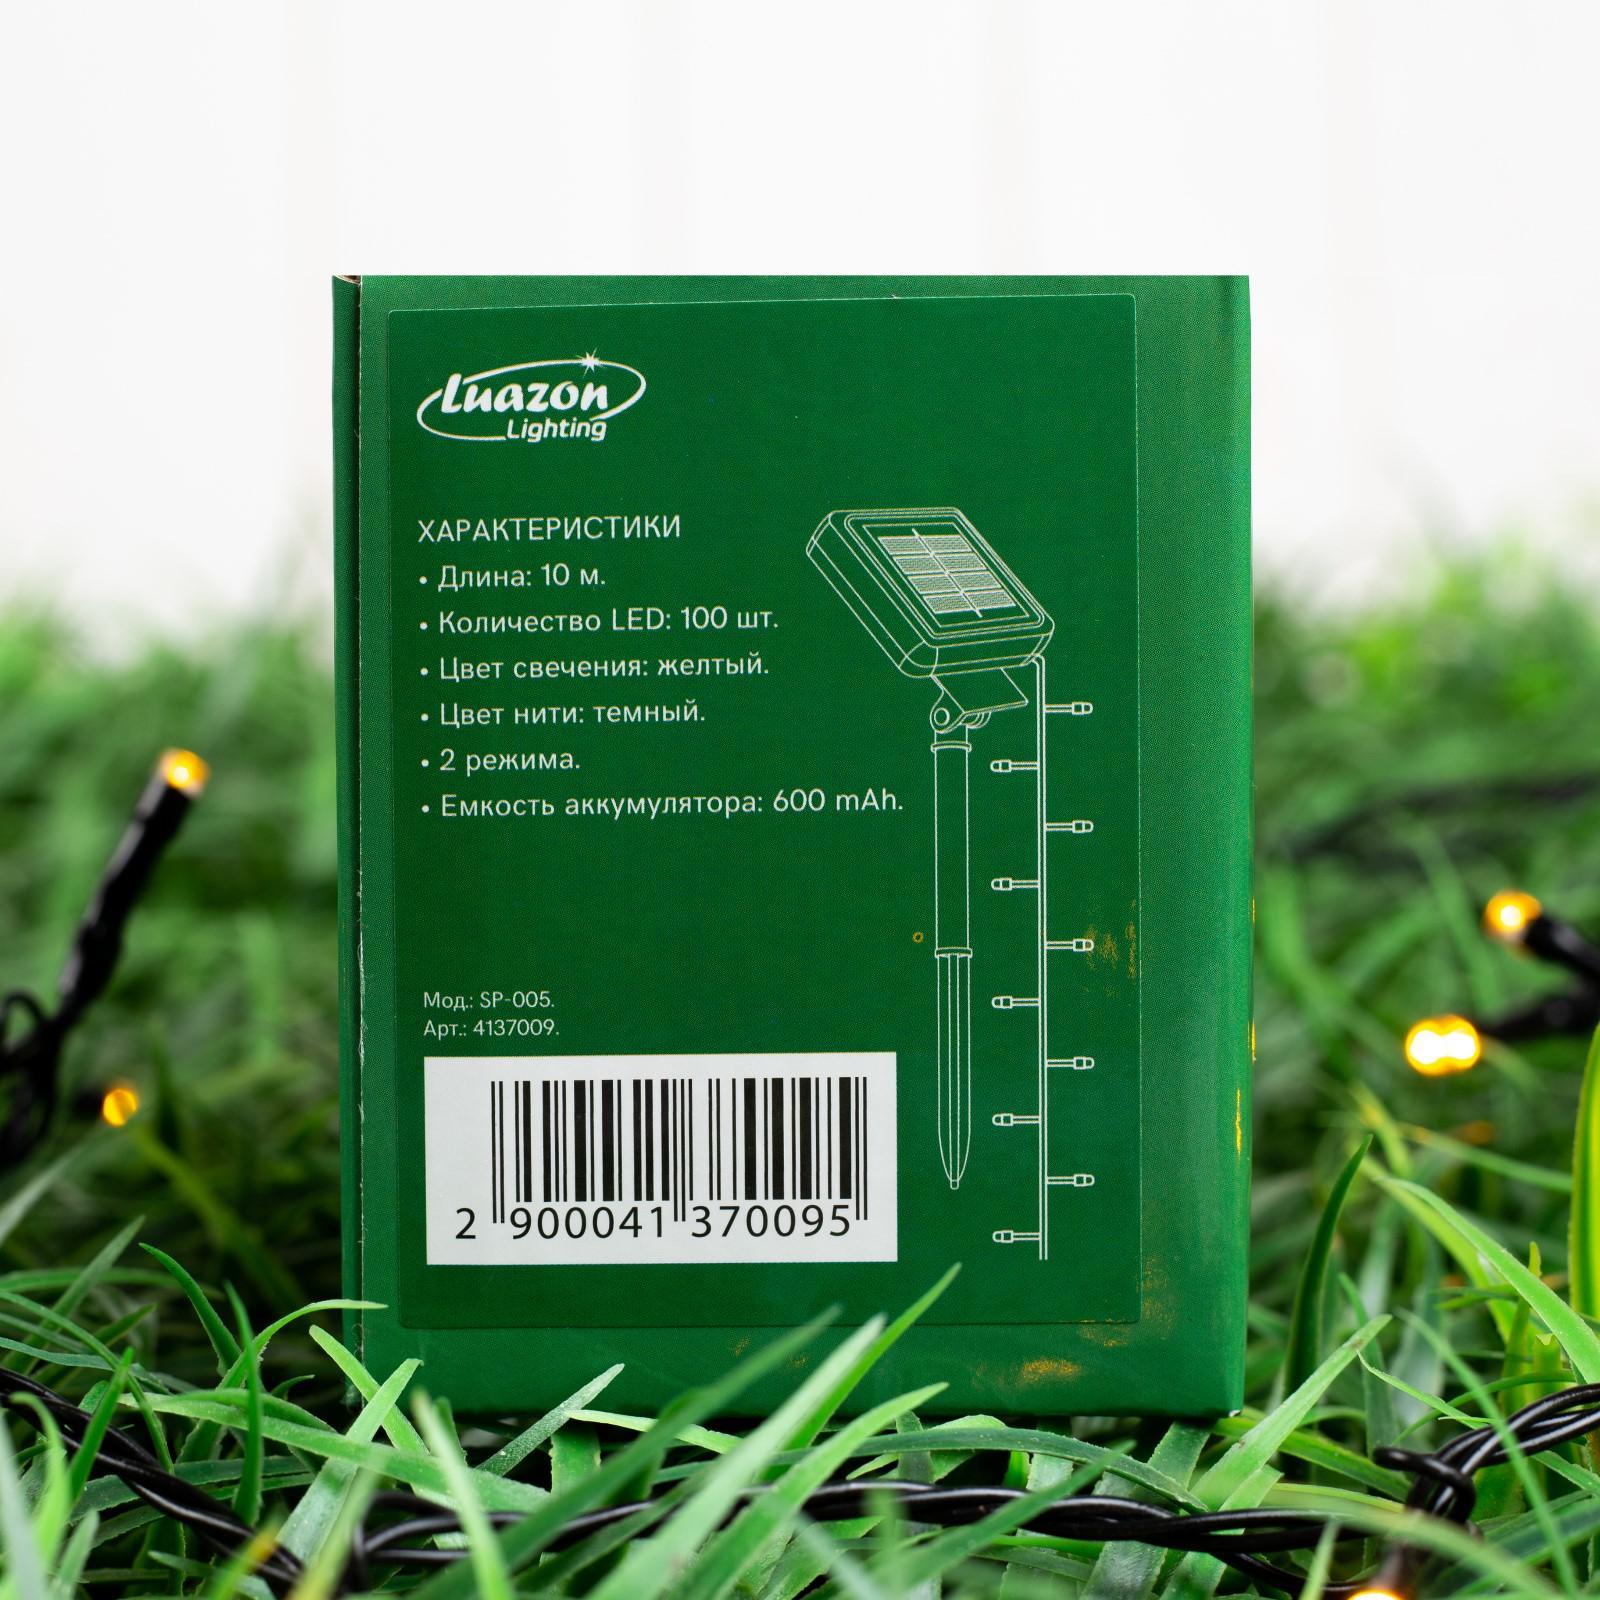 Luazon
Lighting
ХАРАКТЕРИСТИКИ
• Длина: 10 м.
• Количество LED: 100 шт.
• Цвет свечения: желтый.
• Цвет нити: темный.
• 2 режима.
• Емкость аккумулятора: 600 mAh.
Мод.: SP-005.
Арт.: 4137009.
2 900041 370095